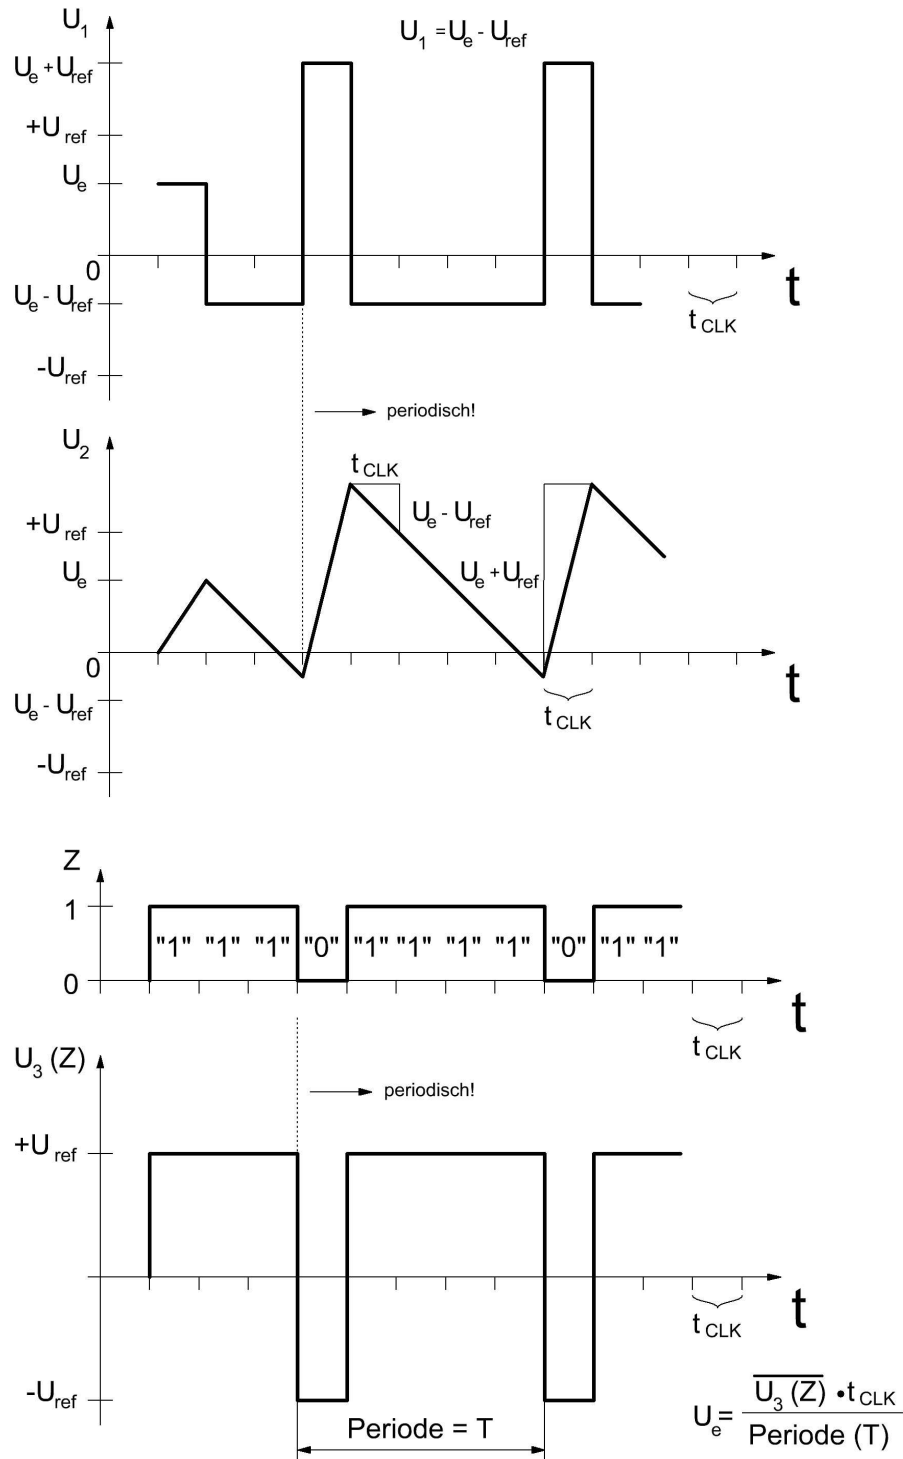 U1
U1 = Ue - Uref
Ue + Uref
+Uref
Ue
0
t
Ue - Uref
tCLK
-Uref
periodisch!
U2
tCLK
+Uref
Ue - Uref
Ue
Ue + Uref
0
t
Ue - Uref
tCLK
-Uref
Z
1
"1" "1" "1" "0" "1" "1" "1" "1" "0" "1" "1"
0
t
tCLK
U3 (Z)
periodisch!
+Uref
t
tCLK
-Uref
Periode = T
Ue = U3 (Z) • tCLK
Periode (T)